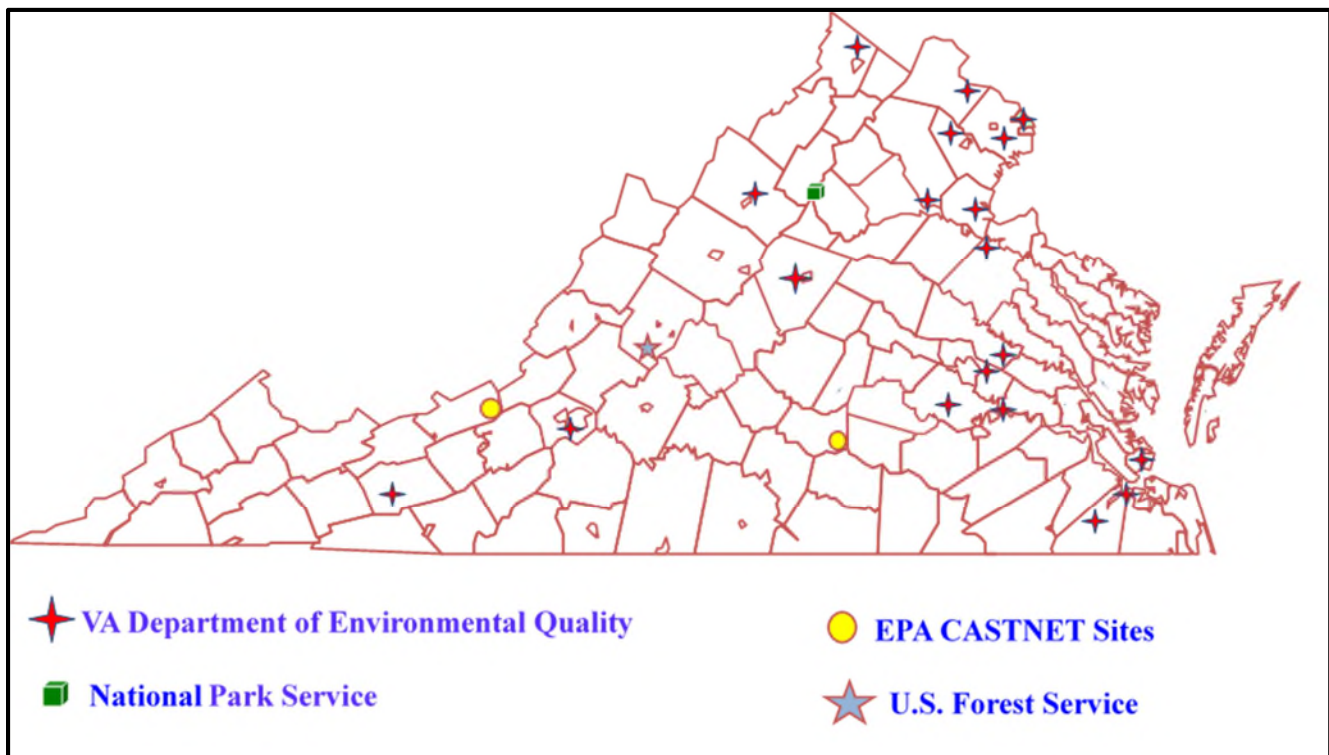 VA Department of Environmental Quality
EPA CASTNET Sites
National Park Service
U.S. Forest Service